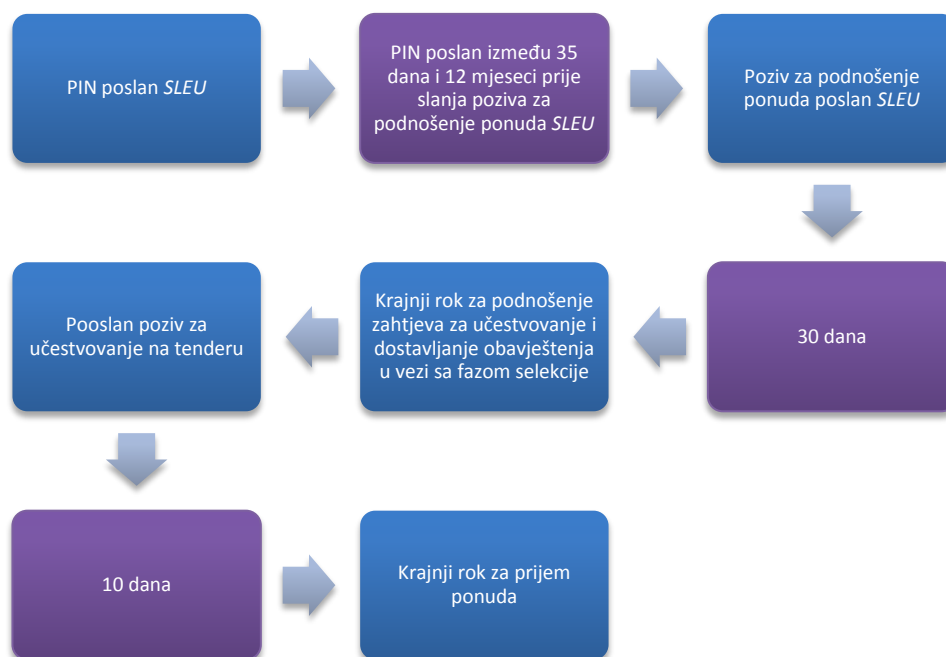 PIN poslan SLEU
PIN poslan između 35
dana i 12 mjeseci prije
slanja poziva za
podnošenje ponuda SLEU
Poziv za podnošenje
ponuda poslan SLEU
30 dana
Krajnji rok za podnošenje
zahtjeva za učestvovanje i
dostavljanje obavještenja
u vezi sa fazom selekcije
Pooslan poziv za
učestvovanje na tenderu
10 dana
Krajnji rok za prijem
ponuda